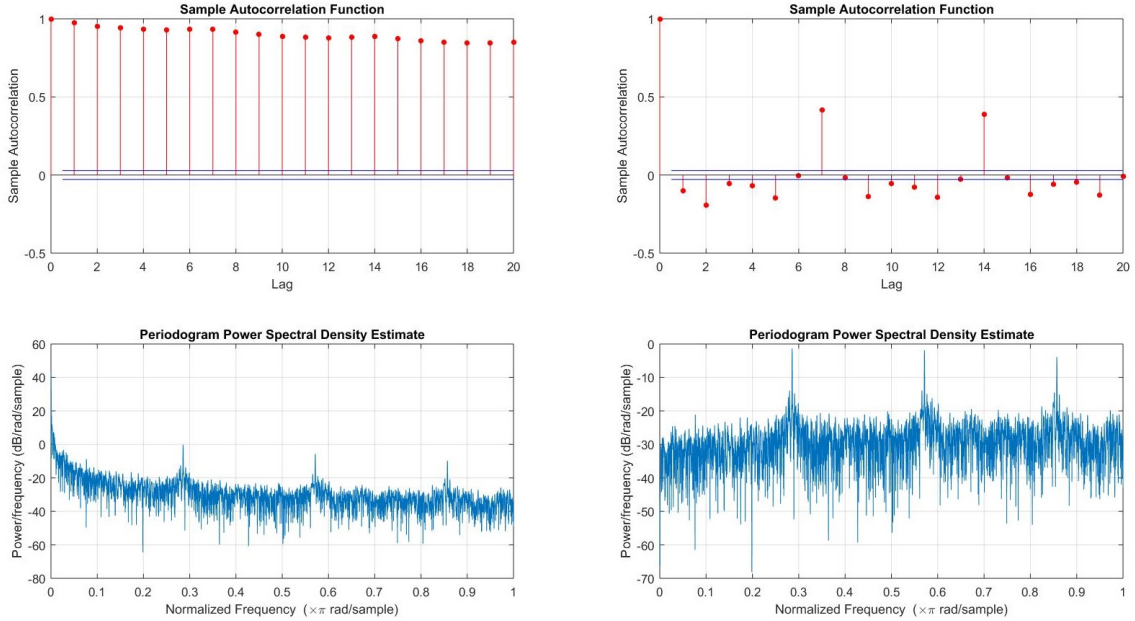 Sample Autocorrelation Function
1
0.5
0
-0.5
Sample Autocorrelation
0 2 4 6 8 10 12 14 16 18 20
Lag
Sample Autocorrelation Function
1
0.5
0
-0.5
Sample Autocorrelation
0 2 4 6 8 10 12 14 16 18 20
Lag
Periodogram Power Spectral Density Estimate
60
40
20
0
-20
-40
-60
-80
Power/frequency (dB/rad/sample)
0 0.1 0.2 0.3 0.4 0.5 0.6 0.7 0.8 0.9 1
Normalized Frequency (×π rad/sample)
Periodogram Power Spectral Density Estimate
0
-10
-20
-30
-40
-50
-60
-70
Power/frequency (dB/rad/sample)
0 0.1 0.2 0.3 0.4 0.5 0.6 0.7 0.8 0.9 1
Normalized Frequency (×π rad/sample)